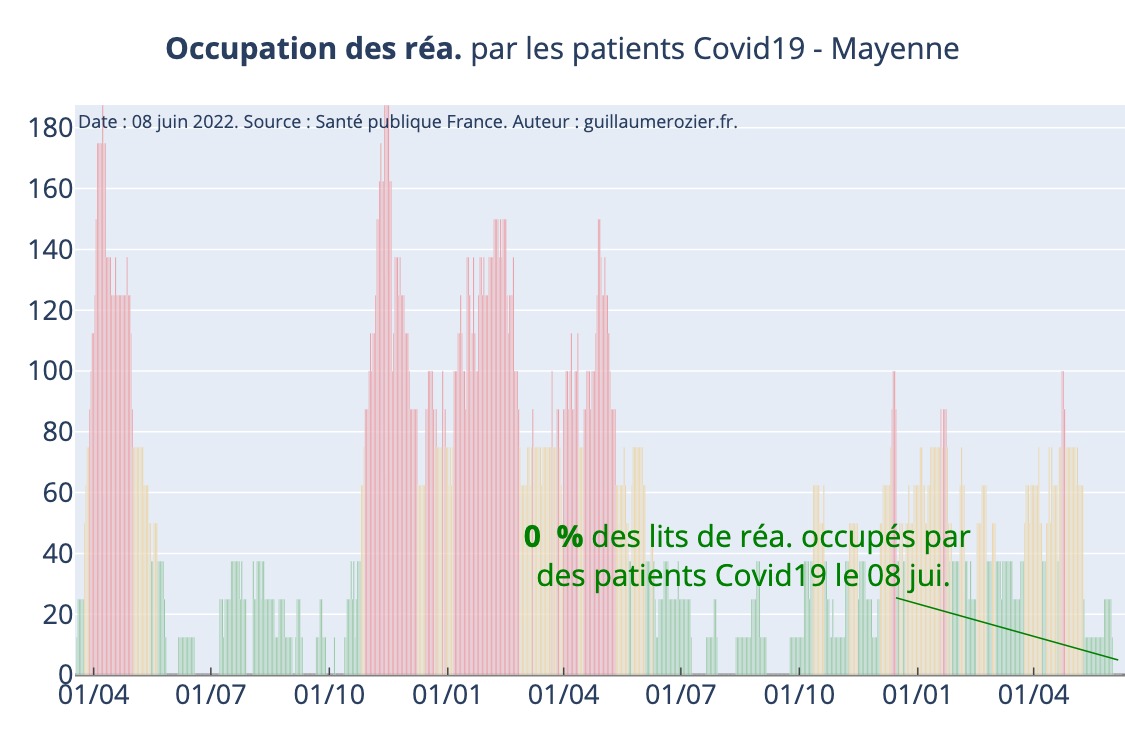 Occupation des réa. par les patients Covid19 - Mayenne
Date : 08 juin 2022. Source : Santé publique France. Auteur : guillaumerozier.fr.
180
160
140
120
100
80
60
40
20
0
0 % des lits de réa. occupés par
des patients Covid19 le 08 jui.
01/04 01/07 01/10 01/01 01/04 01/07 01/10 01/01 01/04